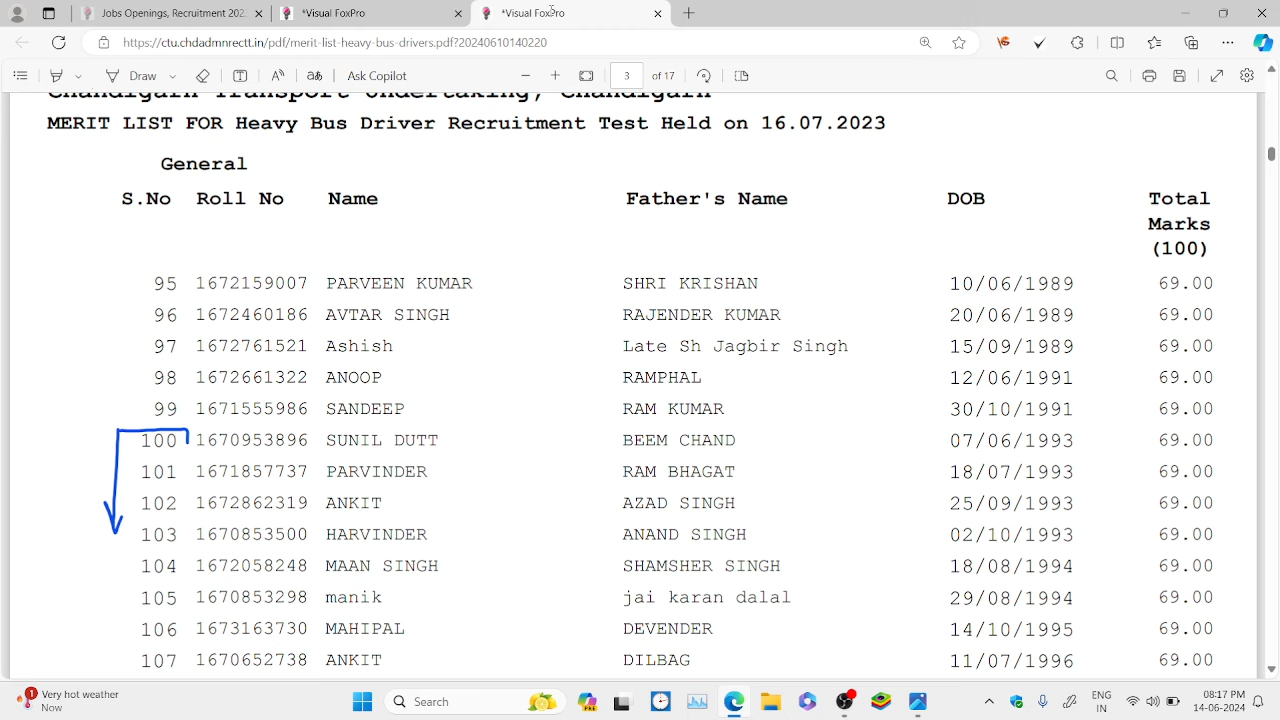 Jobs Openings, Recruitment 202
*Visual FoxPro
*Visual FoxPro
https://ctu.chdadmnrectt.in/pdf/merit-list-heavy-bus-drivers.pdf?20240610140220
Draw
Ask Copilot
3 of 17
Chandigarh Transport Undertaking, Chandigarh
MERIT LIST FOR Heavy Bus Driver Recruitment Test Held on 16.07.2023
General
S.No Roll No Name Father's Name DOB Total
Marks
(100)
95 1672159007 PARVEEN KUMAR SHRI KRISHAN 10/06/1989 69.00
96 1672460186 AVTAR SINGH RAJENDER KUMAR 20/06/1989 69.00
97 1672761521 Ashish Late Sh Jagbir Singh 15/09/1989 69.00
98 1672661322 ANOOP RAMPHAL 12/06/1991 69.00
99 1671555986 SANDEEP RAM KUMAR 30/10/1991 69.00
100 1670953896 SUNIL DUTT BEEM CHAND 07/06/1993 69.00
101 1671857737 PARVINDER RAM BHAGAT 18/07/1993 69.00
102 1672862319 ANKIT AZAD SINGH 25/09/1993 69.00
103 1670853500 HARVINDER ANAND SINGH 02/10/1993 69.00
104 1672058248 MAAN SINGH SHAMSHER SINGH 18/08/1994 69.00
105 1670853298 manik jai karan dalal 29/08/1994 69.00
106 1673163730 MAHIPAL DEVENDER 14/10/1995 69.00
107 1670652738 ANKIT DILBAG 11/07/1996 69.00
1 Very hot weather
Now
Search
ENG
IN
08:17 PM
14-06-2024